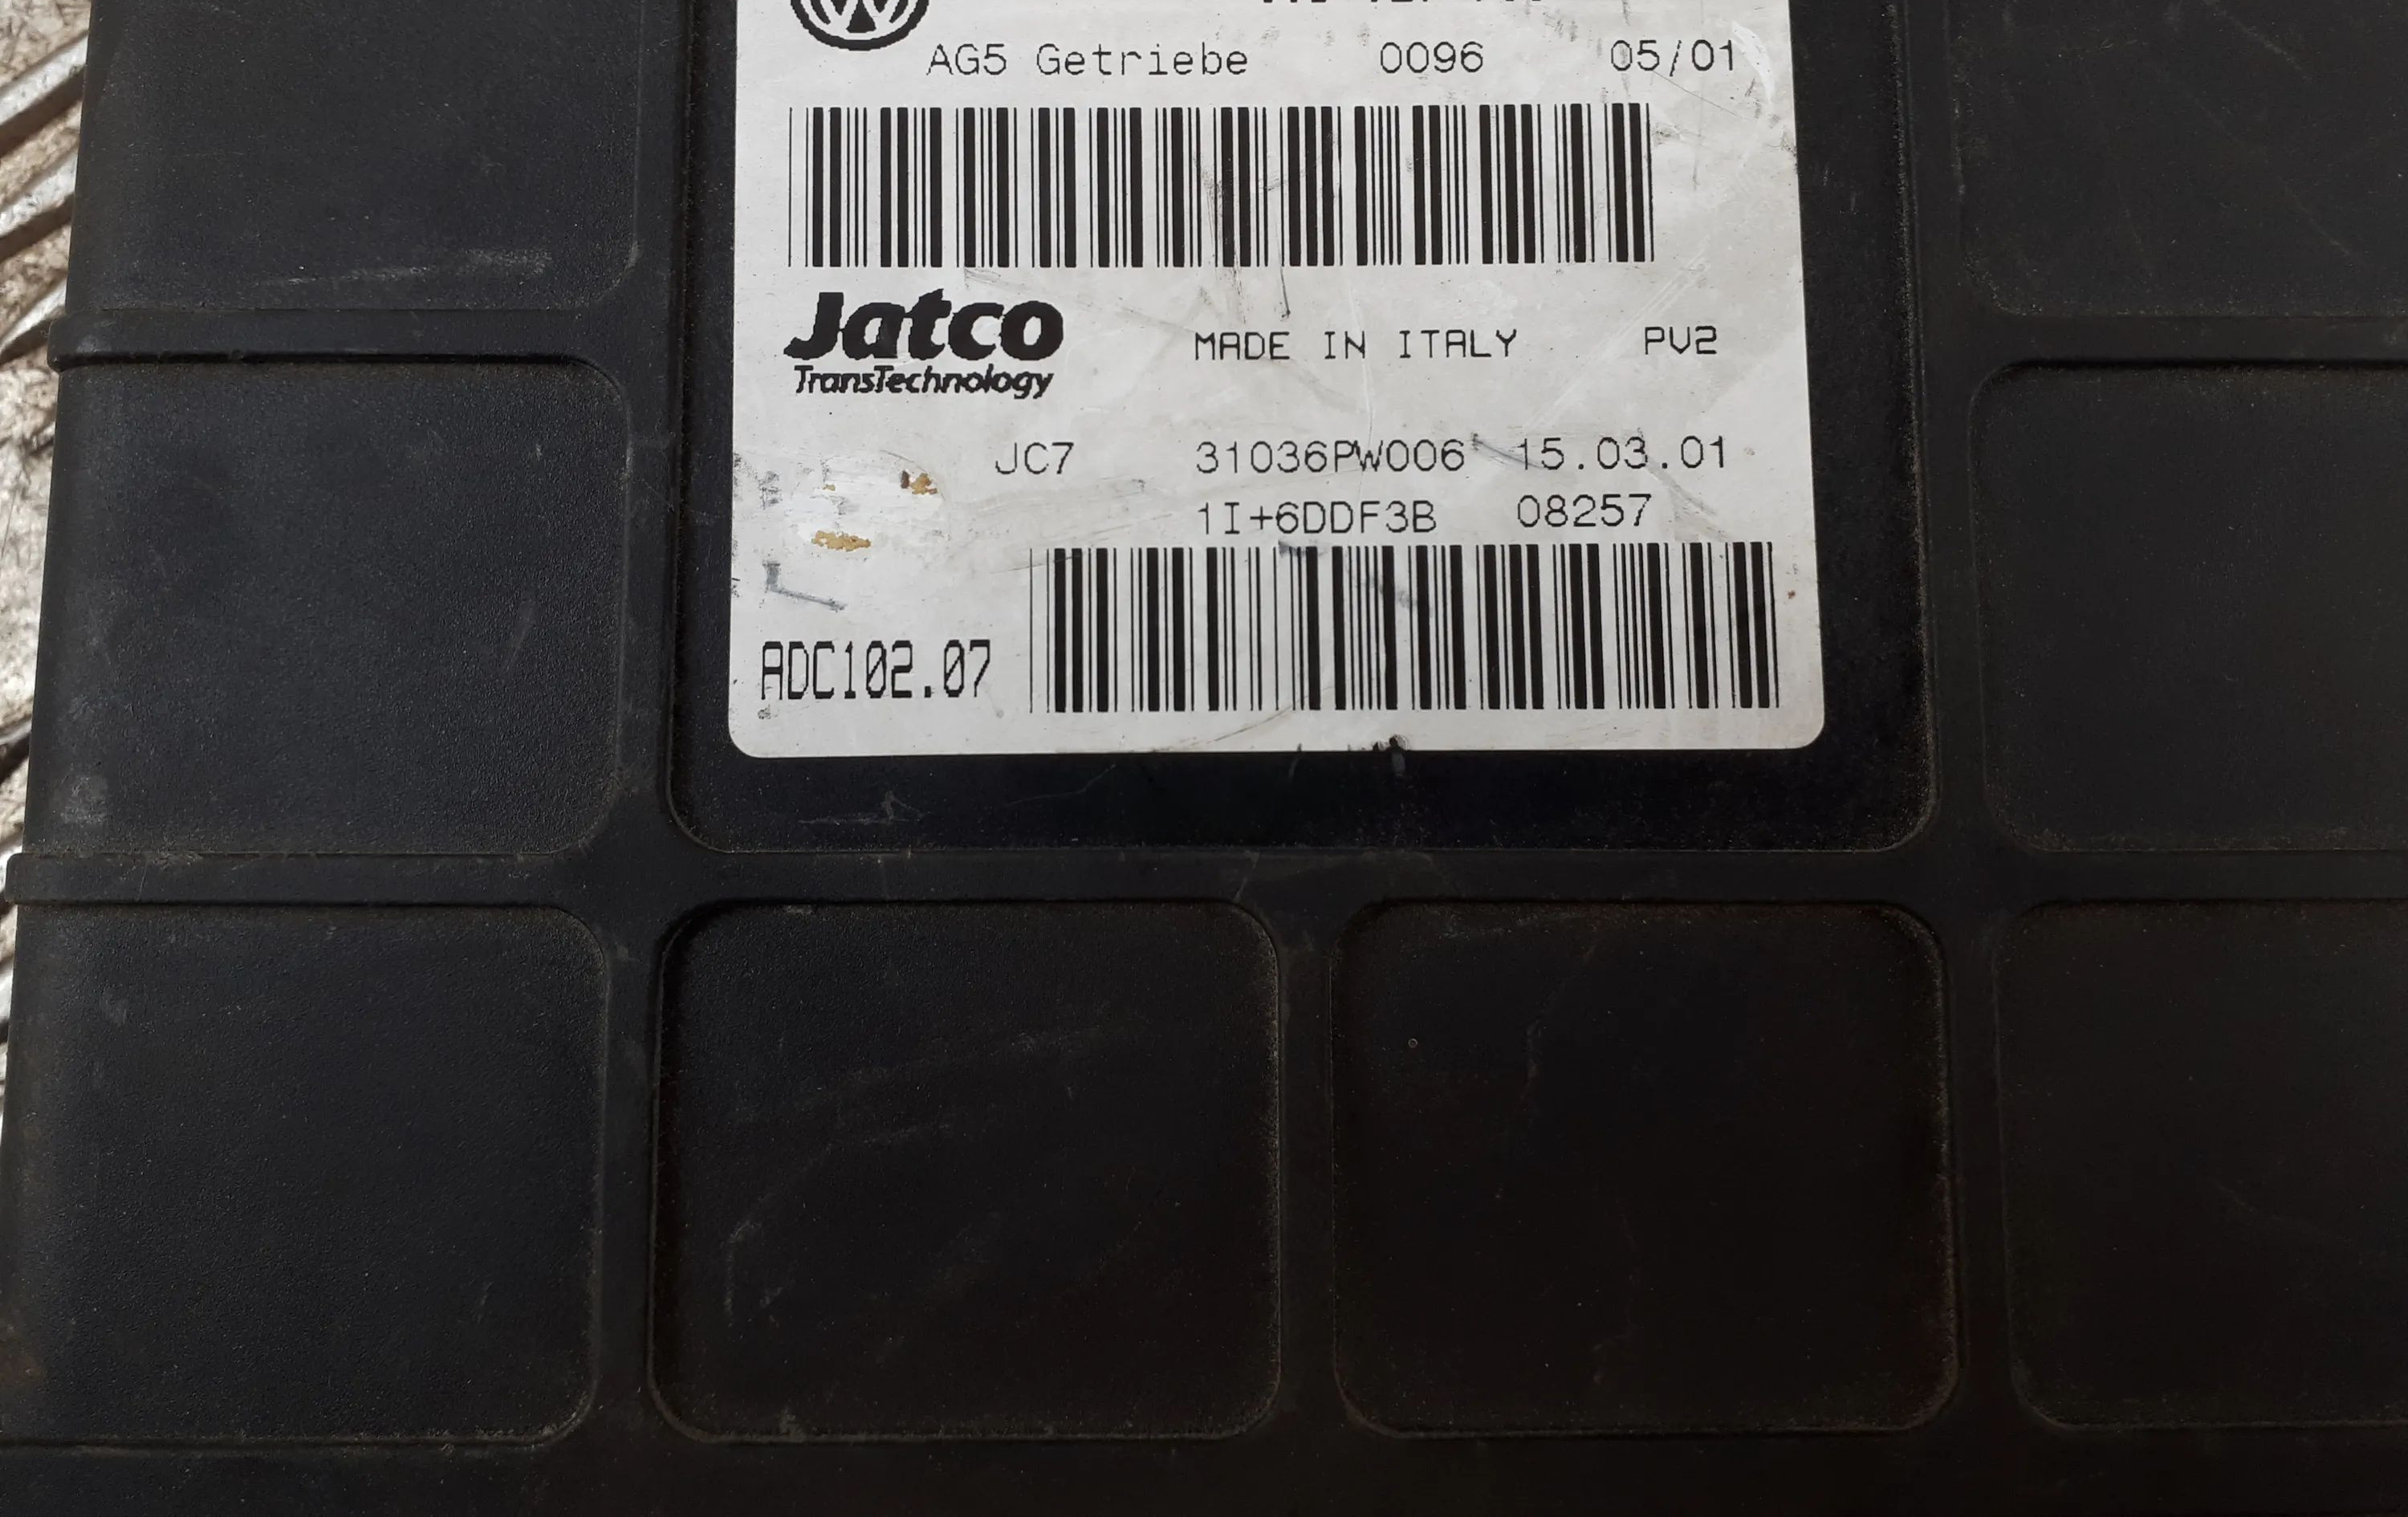 AG5 Getriebe 0096 05/01
Jatco
TransTechnology
MADE IN ITALY PV2
JC7 31036PW006 15.03.01
1I+6DDF3B 08257
ADC102.07